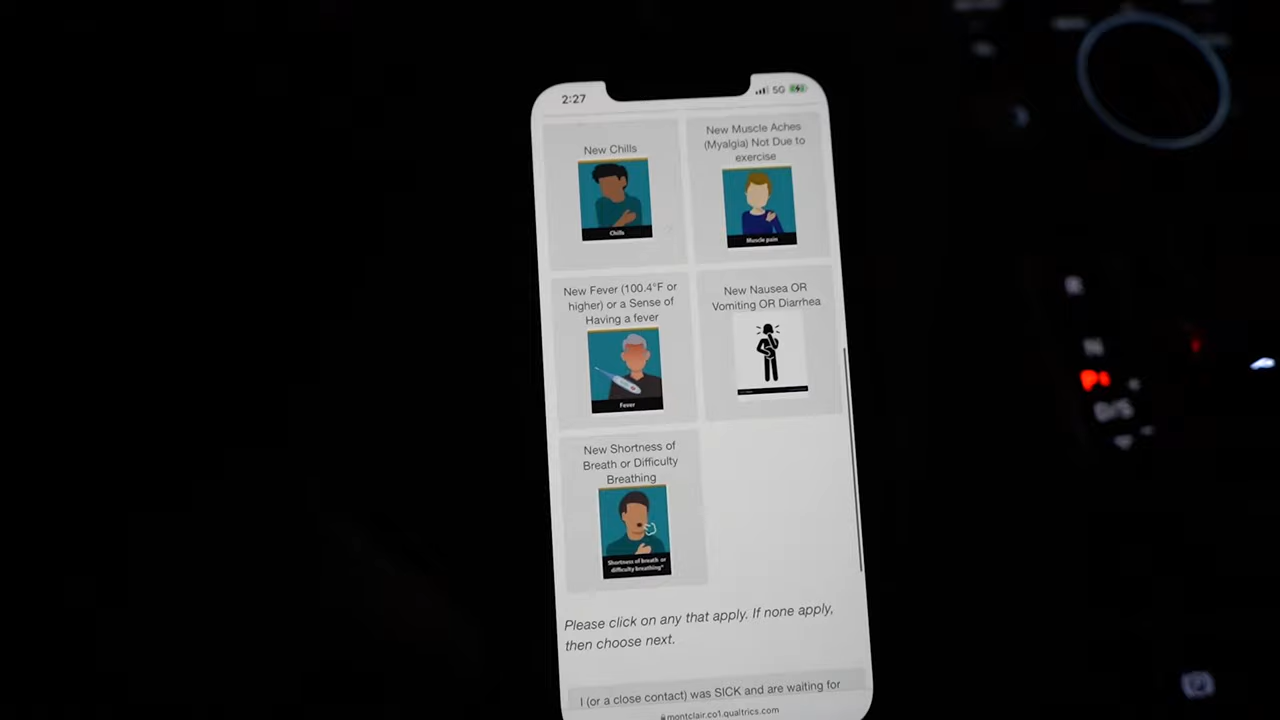 2:27
5G
New Chills
Chills
New Muscle Aches
(Myalgia) Not Due to
exercise
Muscle pain
New Fever (100.4°F or
higher) or a Sense of
Having a fever
Fever
New Nausea OR
Vomiting OR Diarrhea
New Shortness of
Breath or Difficulty
Breathing
Shortness of breath or
difficulty breathing*
Please click on any that apply. If none apply,
then choose next.
I (or a close contact) was SICK and are waiting for
montclair.co1.qualtrics.com
R
N
D/S
P